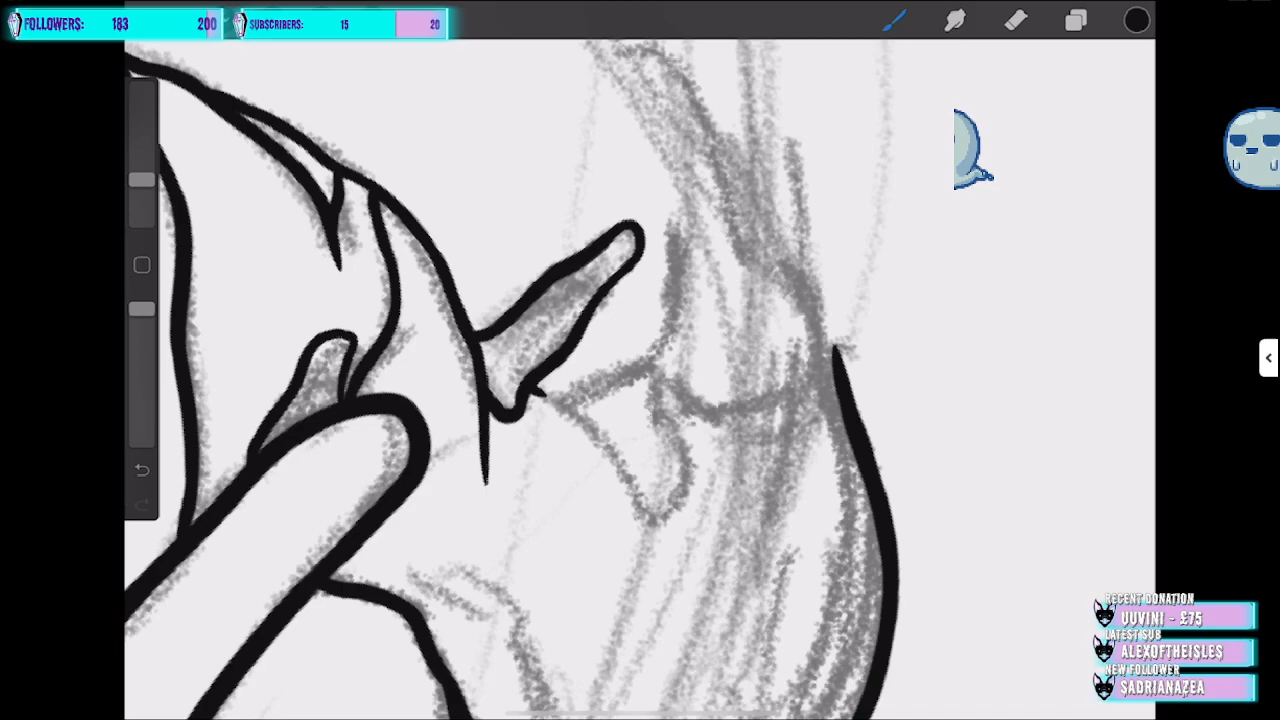 FOLLOWERS: 183 200
SUBSCRIBERS: 15 20
RECENT DONATION
UUVINI - £75
LATEST SUB
ALEXOFTHEISLES
NEW FOLLOWER
SADRIANAZEA